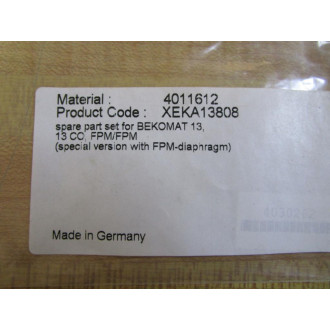 Material : 4011612
Product Code : XEKA13808
spare part set for BEKOMAT 13,
13 CO, FPM/FPM
(special version with FPM-diaphragm)
Made in Germany